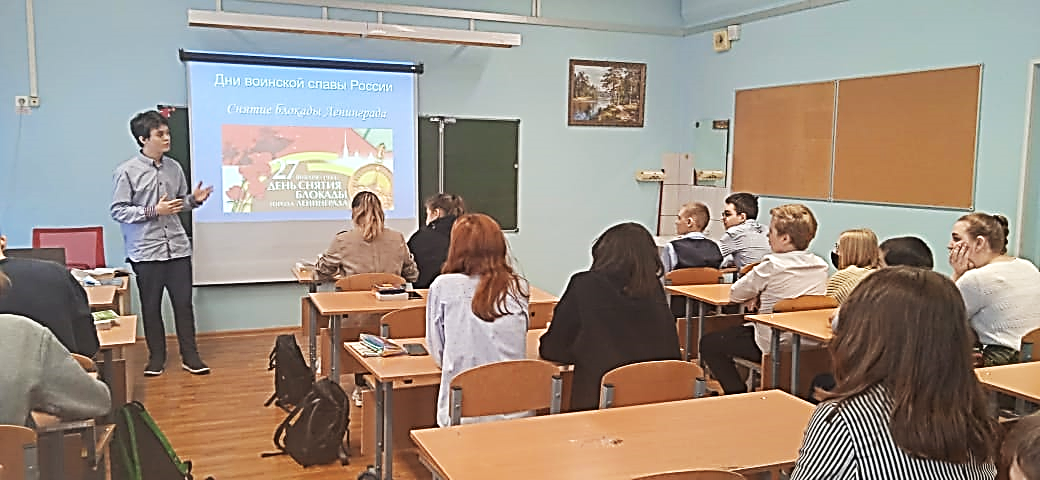 Дни воинской славы России
Снятие блокады Ленинграда
27
ДЕНЬ СНЯТИЯ
БЛОКАДЫ
ГОРОДА ЛЕНИНГРАДА